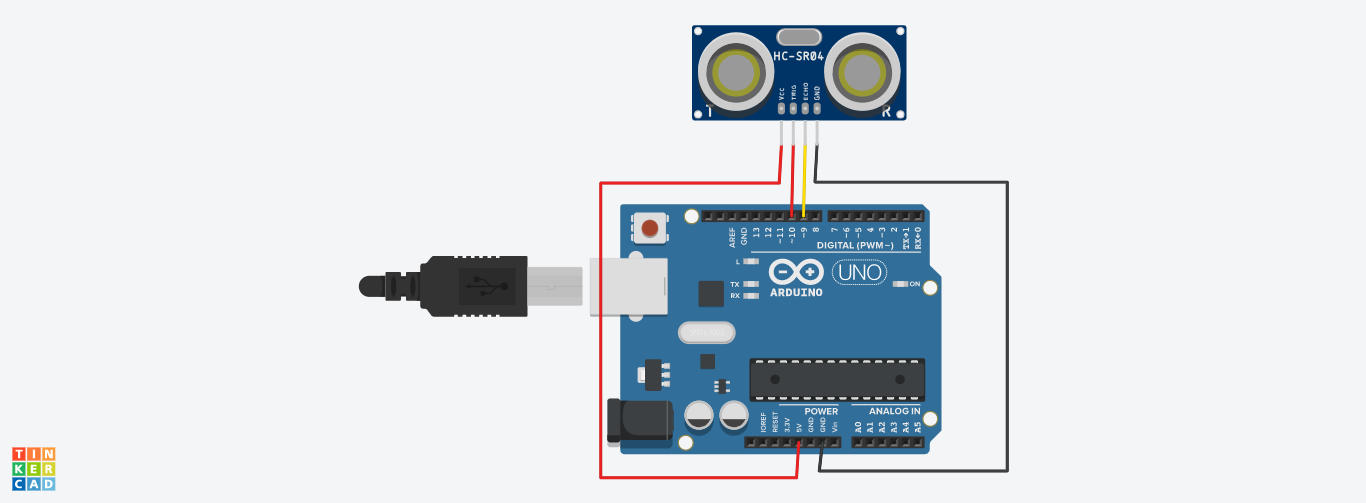 HC-SR04
VCC
TRIG
ECHO
GND
T
R
AREF
GND
13
12
~11
~10
~9
8
7
~6
~5
4
~3
2
TX→1
RX←0
DIGITAL (PWM~)
L
TX
RX
ARDUINO
UNO
ON
POWER
ANALOG IN
IOREF
RESET
3.3V
5V
GND
GND
Vin
A0
A1
A2
A3
A4
A5
TIN
KER
CAD